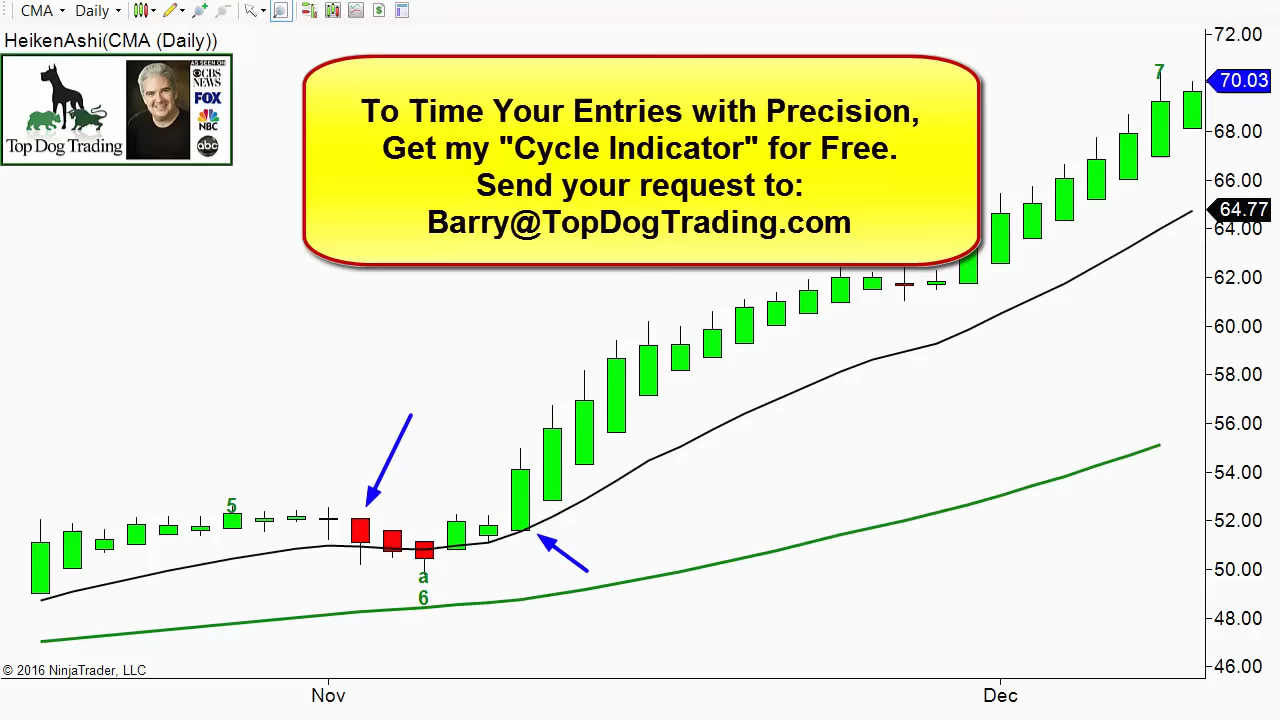 CMA Daily
HeikenAshi(CMA (Daily))
AS SEEN ON
CBS
NEWS
FOX
NBC
abc
Top Dog Trading
To Time Your Entries with Precision,
Get my "Cycle Indicator" for Free.
Send your request to:
Barry@TopDogTrading.com
7
5
a
6
72.00
70.03
68.00
66.00
64.77
64.00
62.00
60.00
58.00
56.00
54.00
52.00
50.00
48.00
46.00
© 2016 NinjaTrader, LLC
Nov Dec